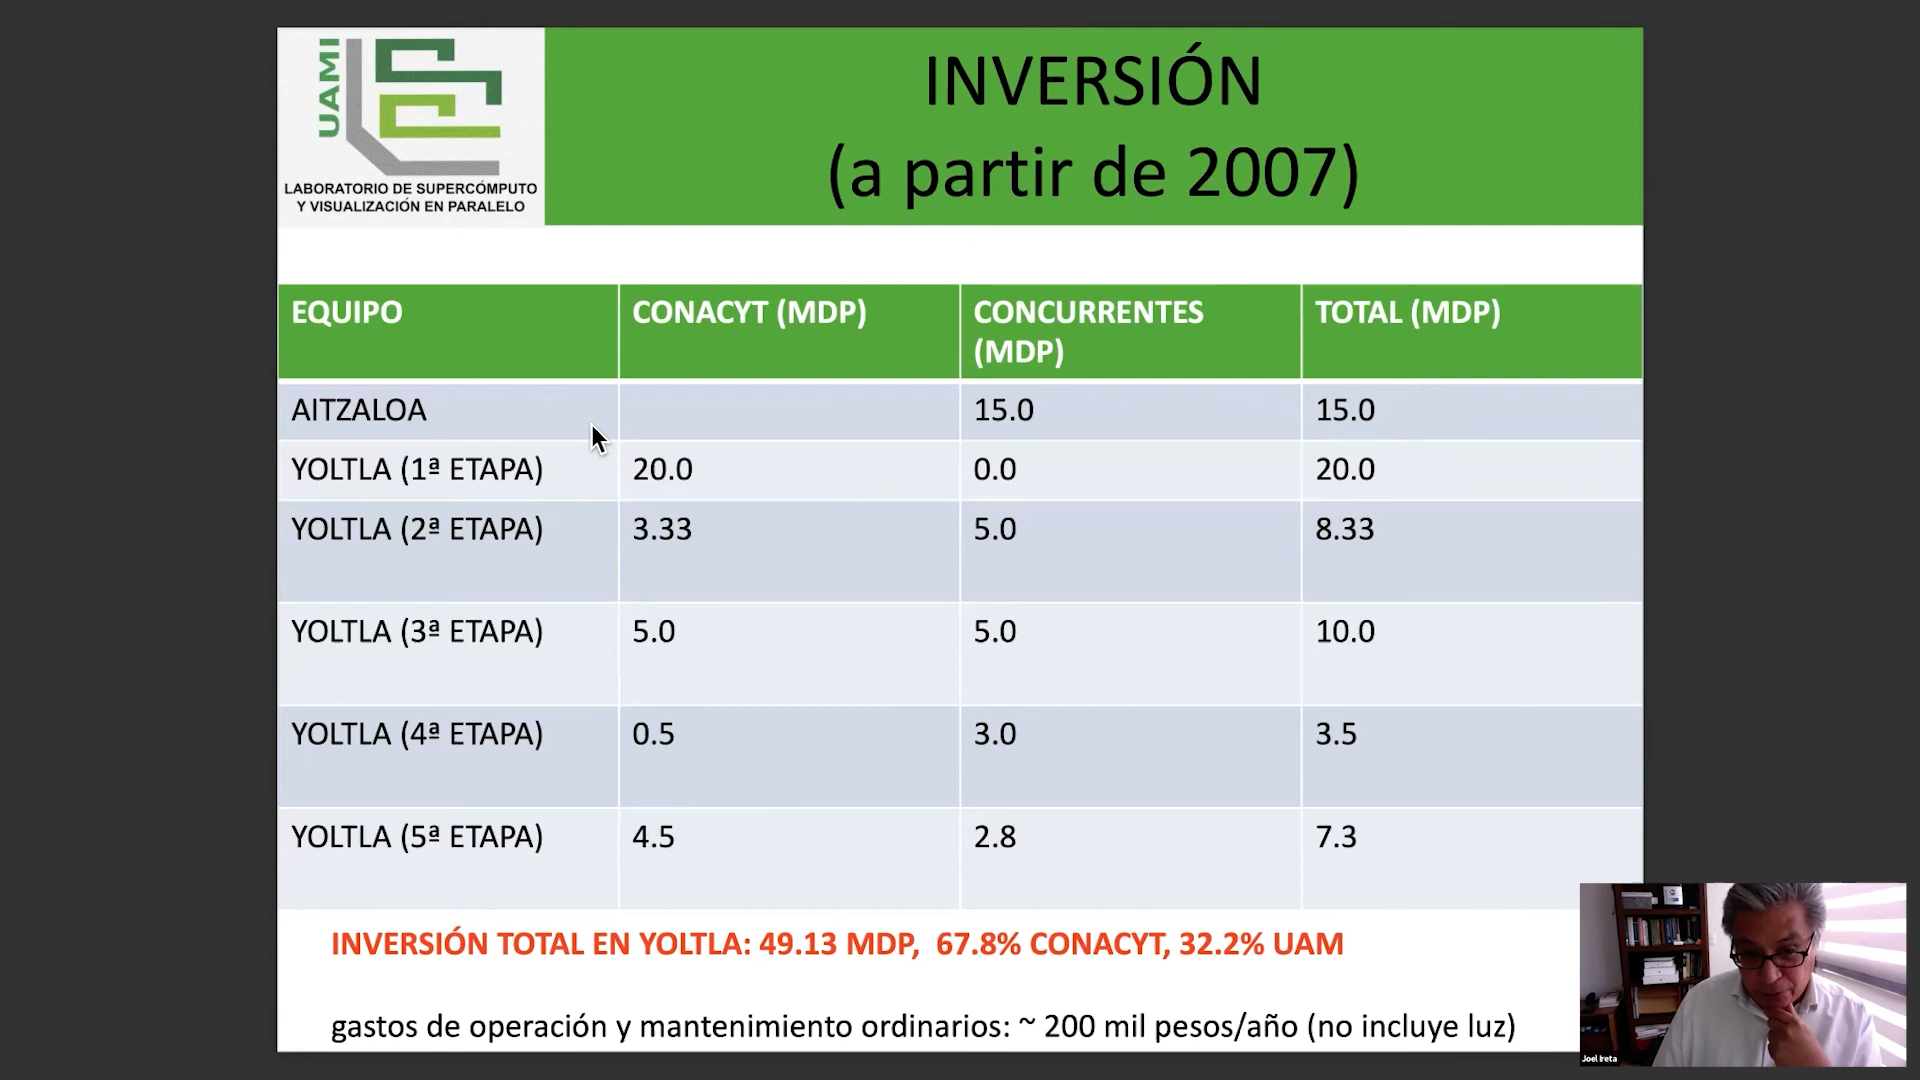 UAMI
LABORATORIO DE SUPERCÓMPUTO
Y VISUALIZACIÓN EN PARALELO
INVERSIÓN
(a partir de 2007)
EQUIPO CONACYT (MDP) CONCURRENTES (MDP) TOTAL (MDP)
AITZALOA 15.0 15.0
YOLTLA (1ª ETAPA) 20.0 0.0 20.0
YOLTLA (2ª ETAPA) 3.33 5.0 8.33
YOLTLA (3ª ETAPA) 5.0 5.0 10.0
YOLTLA (4ª ETAPA) 0.5 3.0 3.5
YOLTLA (5ª ETAPA) 4.5 2.8 7.3
INVERSIÓN TOTAL EN YOLTLA: 49.13 MDP, 67.8% CONACYT, 32.2% UAM
gastos de operación y mantenimiento ordinarios: ~ 200 mil pesos/año (no incluye luz)
Joel Ireta